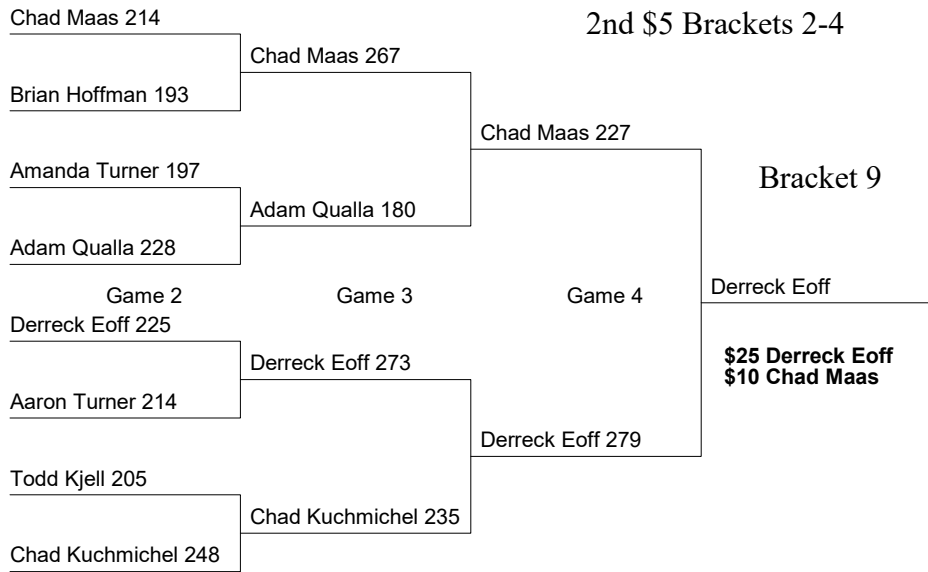 2nd $5 Brackets 2-4
Bracket 9
Chad Maas 214
Brian Hoffman 193
Amanda Turner 197
Adam Qualla 228
Game 2
Derreck Eoff 225
Aaron Turner 214
Todd Kjell 205
Chad Kuchmichel 248
Chad Maas 267
Adam Qualla 180
Game 3
Derreck Eoff 273
Chad Kuchmichel 235
Chad Maas 227
Game 4
Derreck Eoff 279
Derreck Eoff
$25 Derreck Eoff
$10 Chad Maas